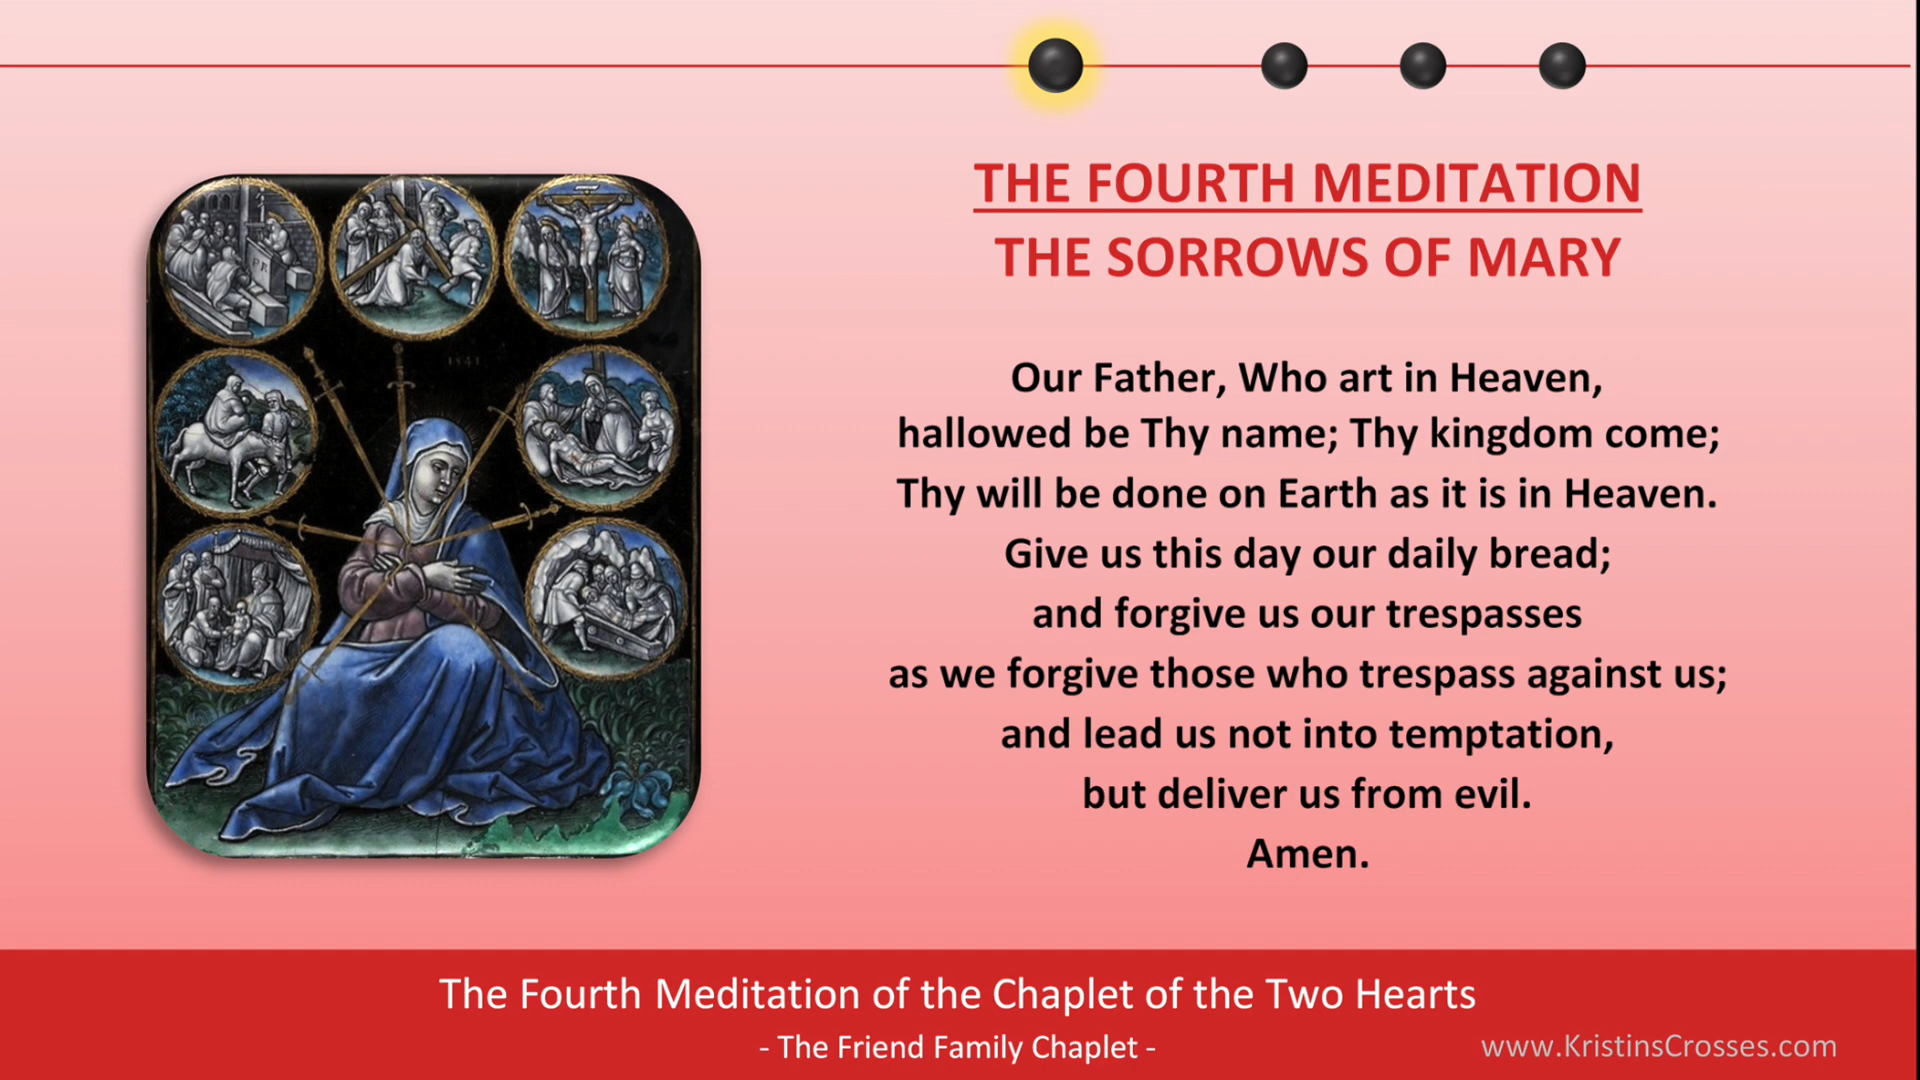 THE FOURTH MEDITATION
THE SORROWS OF MARY
Our Father, Who art in Heaven,
hallowed be Thy name; Thy kingdom come;
Thy will be done on Earth as it is in Heaven.
Give us this day our daily bread;
and forgive us our trespasses
as we forgive those who trespass against us;
and lead us not into temptation,
but deliver us from evil.
Amen.
The Fourth Meditation of the Chaplet of the Two Hearts
- The Friend Family Chaplet -
www.KristinsCrosses.com